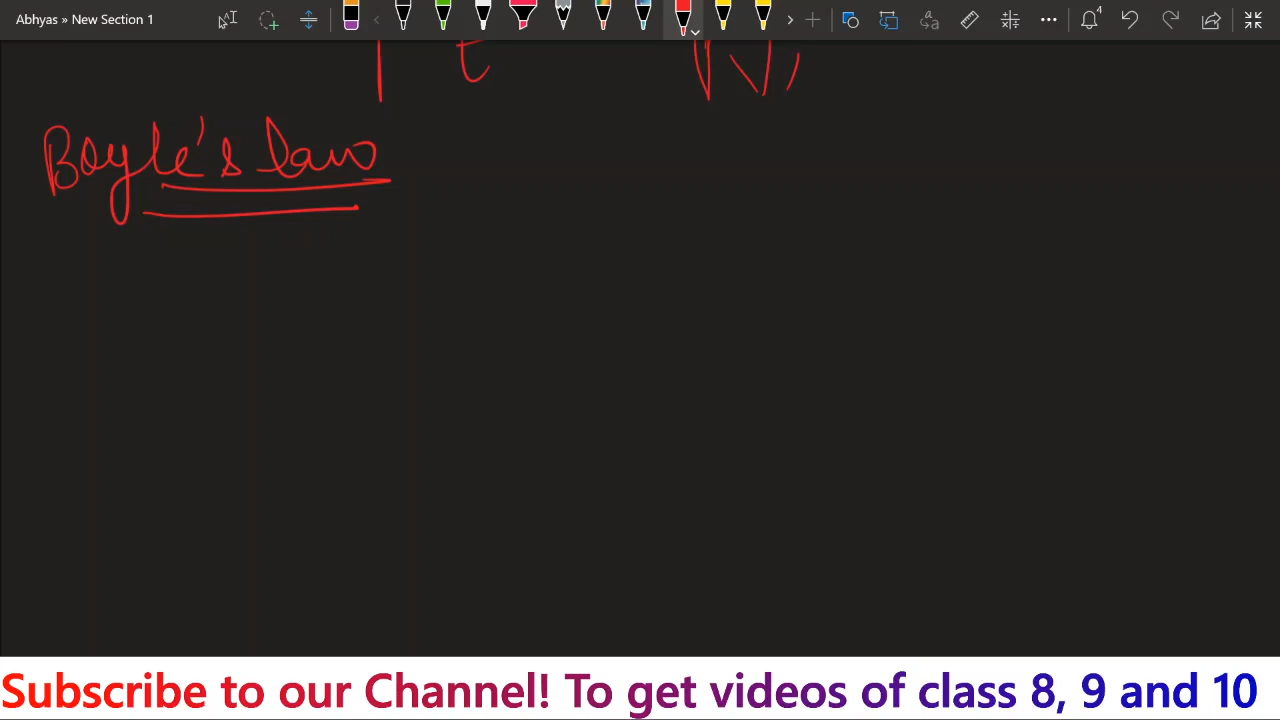 Abhyas » New Section 1
4
Boyle's law
Subscribe to our Channel! To get videos of class 8, 9 and 10